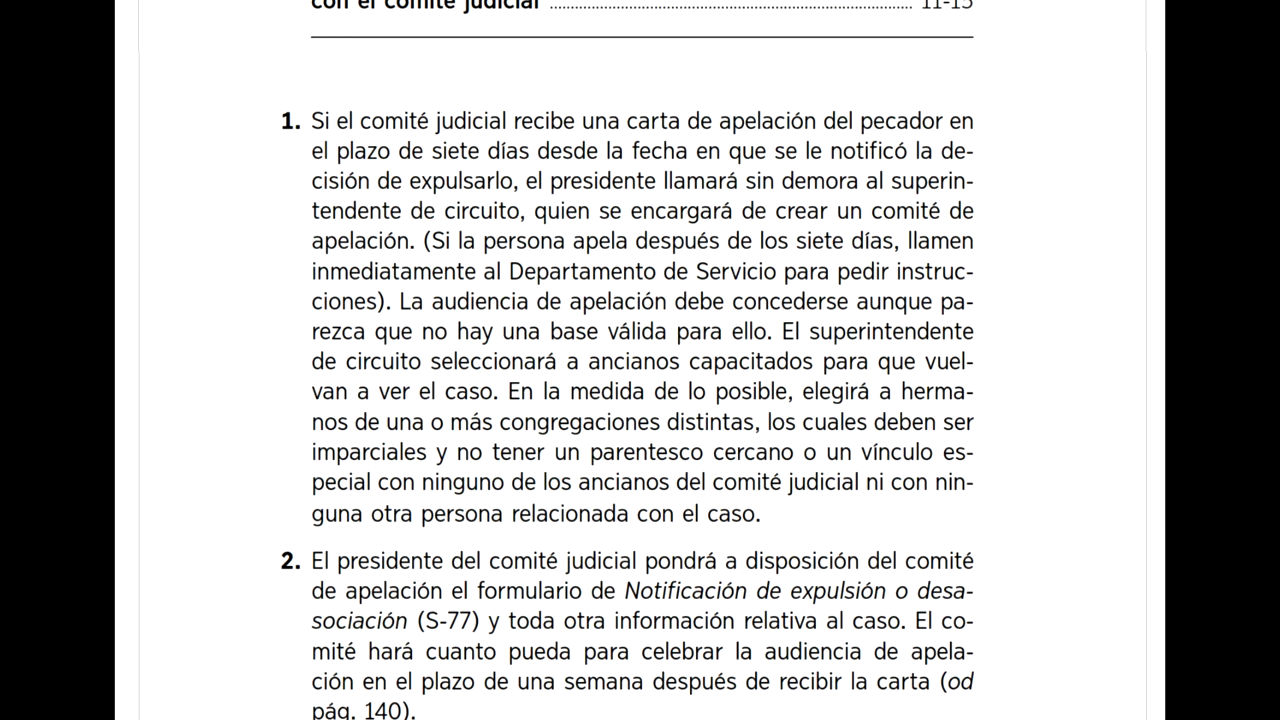 con el comité judicial ........................................................................................ 11-15
1. Si el comité judicial recibe una carta de apelación del pecador en
el plazo de siete días desde la fecha en que se le notificó la de-
cisión de expulsarlo, el presidente llamará sin demora al superin-
tendente de circuito, quien se encargará de crear un comité de
apelación. (Si la persona apela después de los siete días, llamen
inmediatamente al Departamento de Servicio para pedir instruc-
ciones). La audiencia de apelación debe concederse aunque pa-
rezca que no hay una base válida para ello. El superintendente
de circuito seleccionará a ancianos capacitados para que vuel-
van a ver el caso. En la medida de lo posible, elegirá a herma-
nos de una o más congregaciones distintas, los cuales deben ser
imparciales y no tener un parentesco cercano o un vínculo es-
pecial con ninguno de los ancianos del comité judicial ni con nin-
guna otra persona relacionada con el caso.
2. El presidente del comité judicial pondrá a disposición del comité
de apelación el formulario de Notificación de expulsión o desa-
sociación (S-77) y toda otra información relativa al caso. El co-
mité hará cuanto pueda para celebrar la audiencia de apela-
ción en el plazo de una semana después de recibir la carta (od
pág. 140).